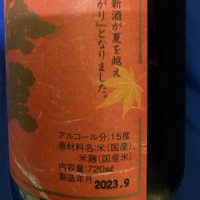 新酒が夏を越え
がり』となりました。
アルコール分:15度
原材料名:米(国産)、
米麹(国産米)
内容量:720ml
製造年月
2023.9